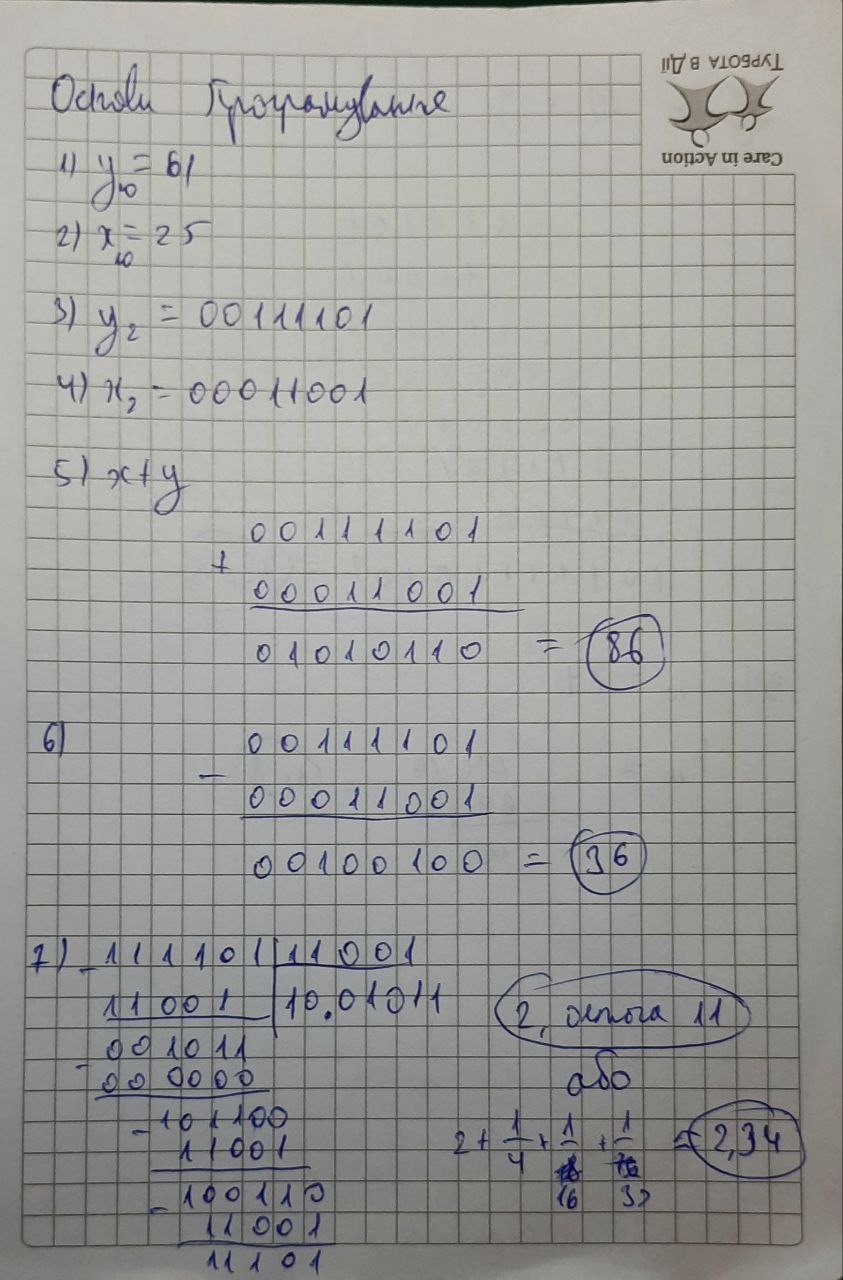 Основи Програмування
ТУРБОТА В ДІЇ
Care in Action
1) y₁₀ = 61
2) x₁₀ = 25
3) y₂ = 00111101
4) x₂ = 00011001
5) x+y
00111101
+
00011001
01010110 = 86
6) 00111101
-
00011001
00100100 = 36
7) -111101 | 11001
11001 | 10.01011
2, остача 11
001011
- 000000
або
-101100
11001
2 + 1/4 + 1/16 + 1/32 = 2,34
-100110
11001
11101